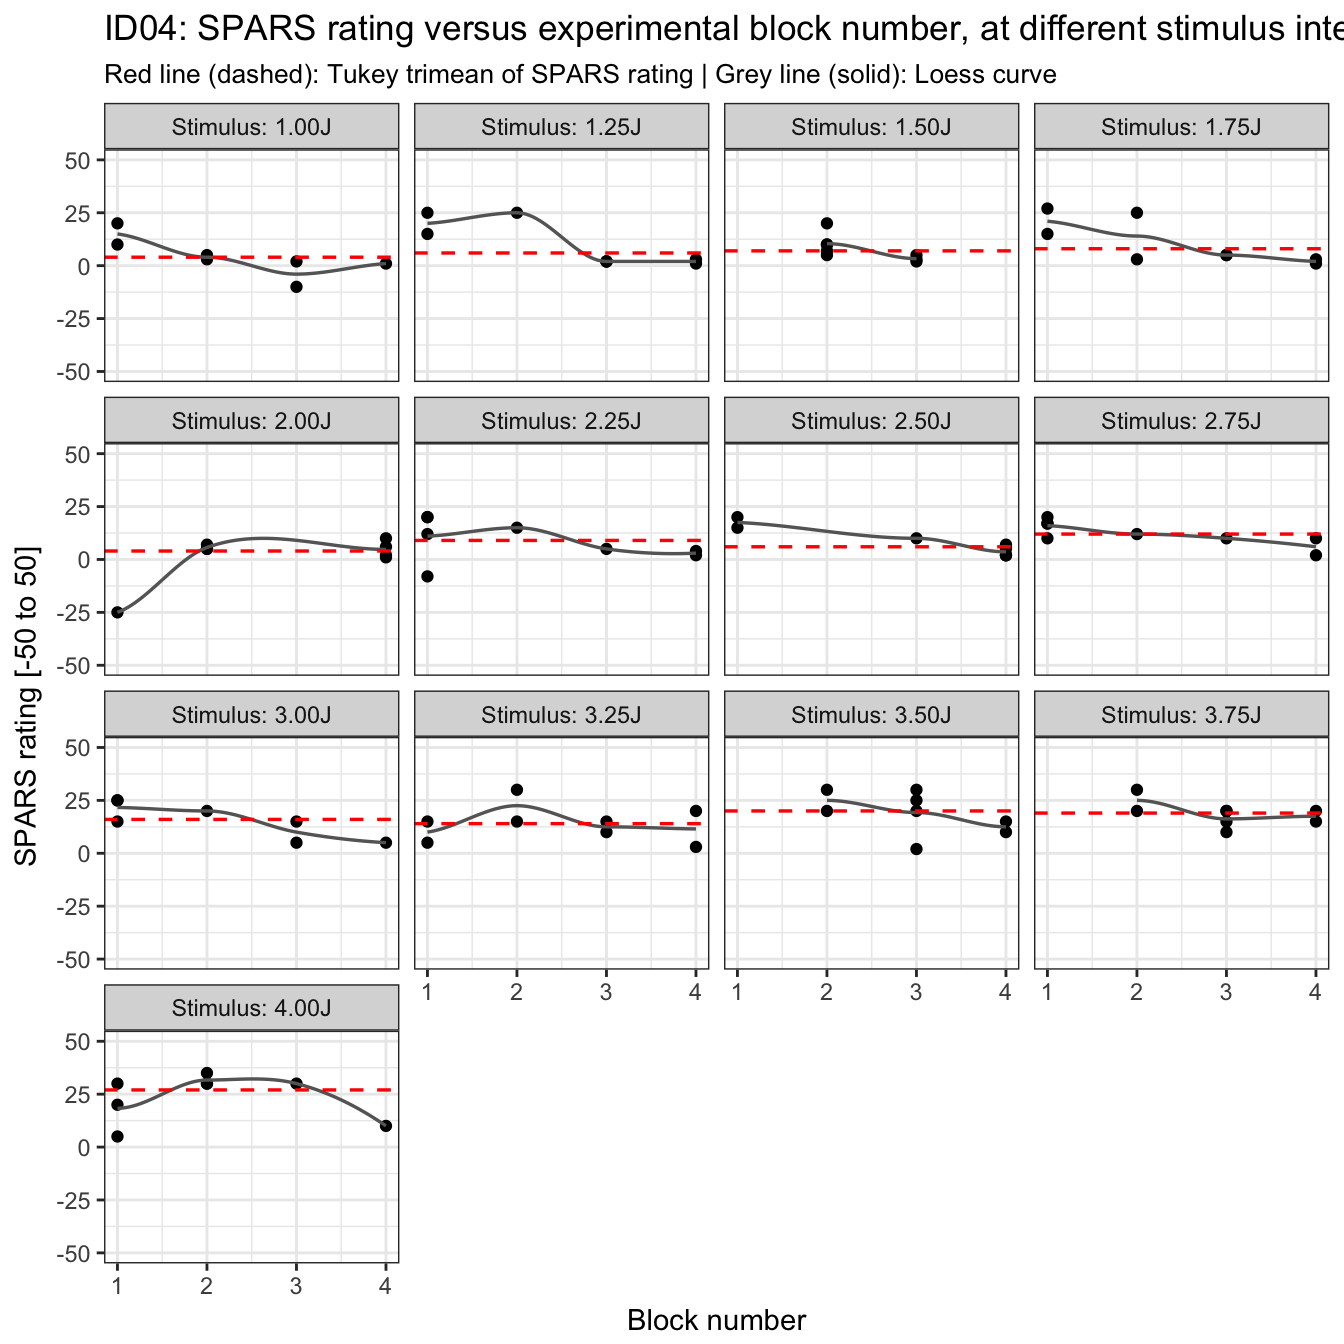 ID04: SPARS rating versus experimental block number, at different stimulus inte
Red line (dashed): Tukey trimean of SPARS rating | Grey line (solid): Loess curve
Stimulus: 1.00J Stimulus: 1.25J Stimulus: 1.50J Stimulus: 1.75J
50
25
0
-25
-50
Stimulus: 2.00J Stimulus: 2.25J Stimulus: 2.50J Stimulus: 2.75J
50
25
0
-25
-50
Stimulus: 3.00J Stimulus: 3.25J Stimulus: 3.50J Stimulus: 3.75J
50
25
0
-25
-50
1 2 3 4 1 2 3 4 1 2 3 4
Stimulus: 4.00J
50
25
0
-25
-50
1 2 3 4
SPARS rating [-50 to 50]
Block number